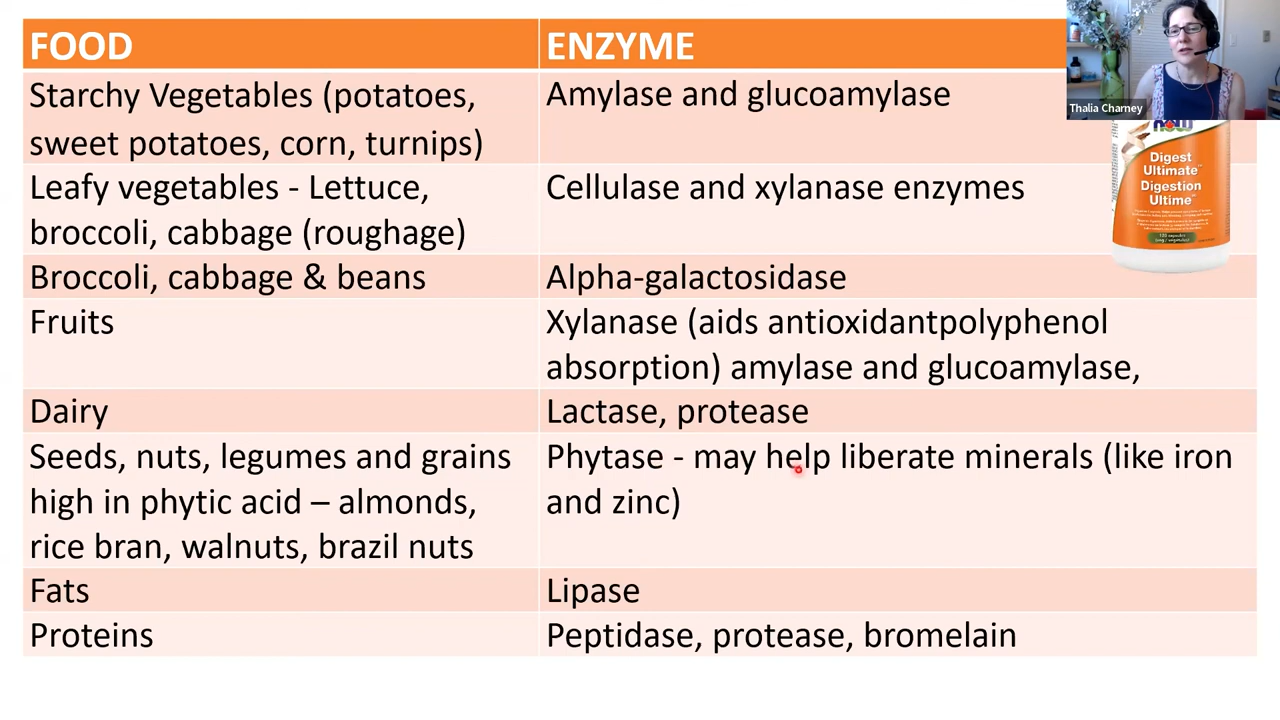 FOOD
ENZYME
Starchy Vegetables (potatoes,
sweet potatoes, corn, turnips)
Amylase and glucoamylase
Leafy vegetables - Lettuce,
broccoli, cabbage (roughage)
Cellulase and xylanase enzymes
Broccoli, cabbage & beans
Alpha-galactosidase
Fruits
Xylanase (aids antioxidantpolyphenol
absorption) amylase and glucoamylase,
Dairy
Lactase, protease
Seeds, nuts, legumes and grains
high in phytic acid – almonds,
rice bran, walnuts, brazil nuts
Phytase - may help liberate minerals (like iron
and zinc)
Fats
Lipase
Proteins
Peptidase, protease, bromelain
Thalia Charney
now
Digest
Ultimate™
Digestion
Ultime™